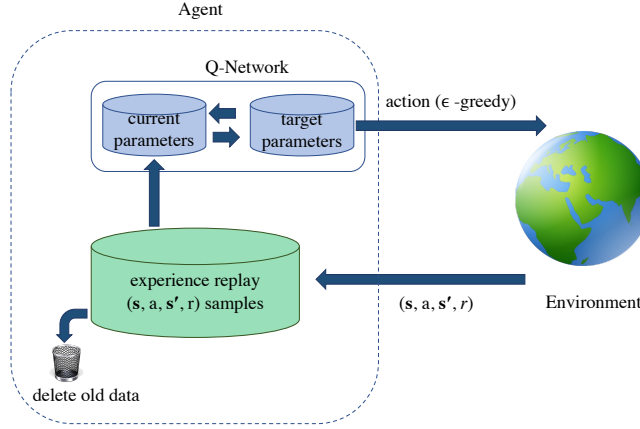 Agent
Q-Network
current
parameters
target
parameters
action (ϵ -greedy)
experience replay
(s, a, s′, r) samples
(s, a, s′, r)
Environment
delete old data